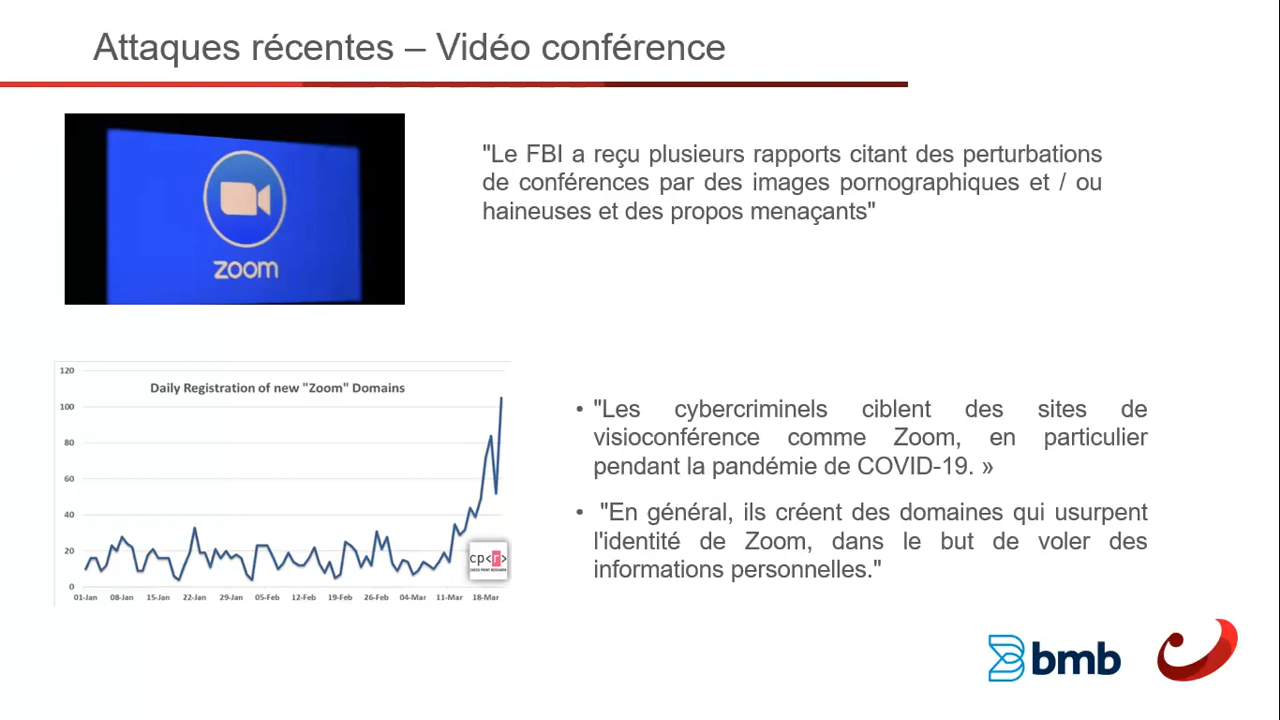 Attaques récentes – Vidéo conférence
zoom
"Le FBI a reçu plusieurs rapports citant des perturbations
de conférences par des images pornographiques et / ou
haineuses et des propos menaçants"
Daily Registration of new "Zoom" Domains
120
100
80
60
40
20
0
01-Jan 08-Jan 15-Jan 22-Jan 29-Jan 05-Feb 12-Feb 19-Feb 26-Feb 04-Mar 11-Mar 18-Mar
cp<r>
CHECK POINT RESEARCH
• "Les cybercriminels ciblent des sites de
visioconférence comme Zoom, en particulier
pendant la pandémie de COVID-19. »
• "En général, ils créent des domaines qui usurpent
l'identité de Zoom, dans le but de voler des
informations personnelles."
bmb